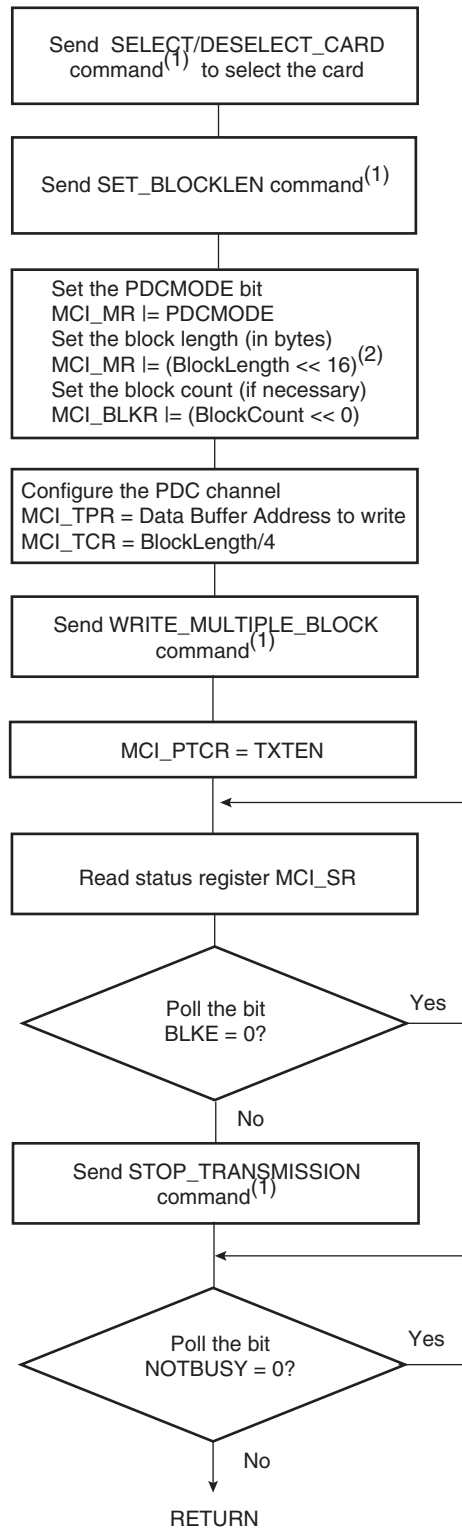 Send SELECT/DESELECT_CARD
command(1) to select the card
Send SET_BLOCKLEN command(1)
Set the PDCMODE bit
MCI_MR |= PDCMODE
Set the block length (in bytes)
MCI_MR |= (BlockLength << 16)(2)
Set the block count (if necessary)
MCI_BLKR |= (BlockCount << 0)
Configure the PDC channel
MCI_TPR = Data Buffer Address to write
MCI_TCR = BlockLength/4
Send WRITE_MULTIPLE_BLOCK
command(1)
MCI_PTCR = TXTEN
Read status register MCI_SR
Poll the bit
BLKE = 0?
Yes
No
Send STOP_TRANSMISSION
command(1)
Poll the bit
NOTBUSY = 0?
Yes
No
RETURN